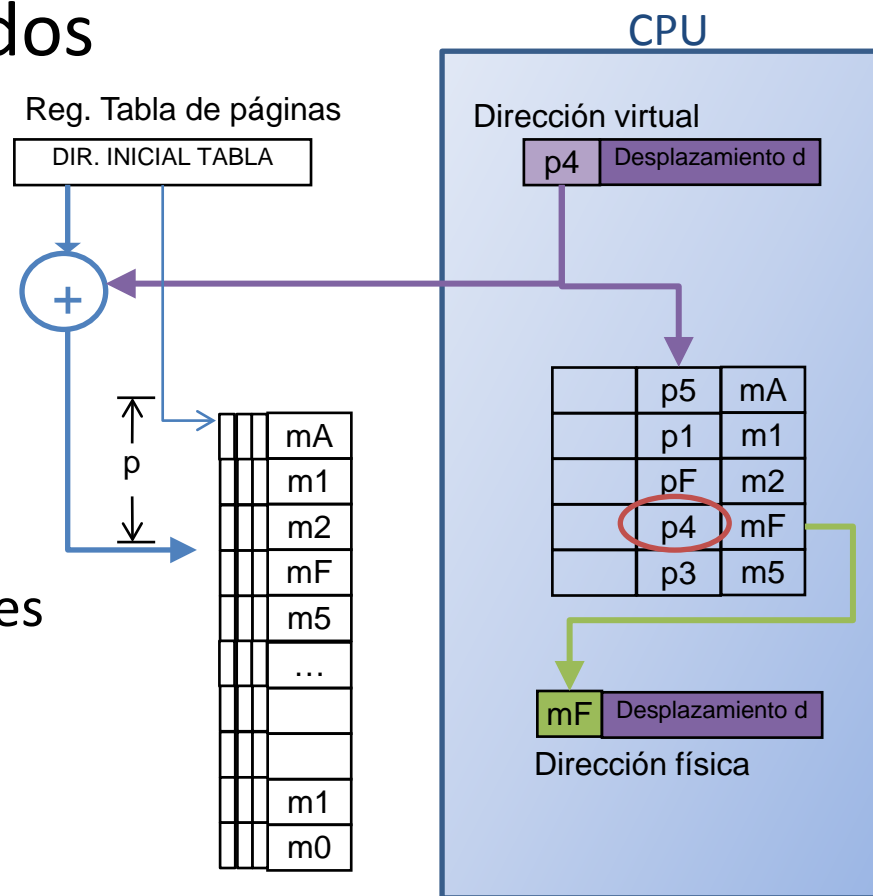 dos
CPU
Reg. Tabla de páginas
DIR. INICIAL TABLA
Dirección virtual
p4 Desplazamiento d
+
p
mA
m1
m2
mF
m5
...
m1
m0
es
p5 mA
p1 m1
pF m2
p4 mF
p3 m5
mF Desplazamiento d
Dirección física